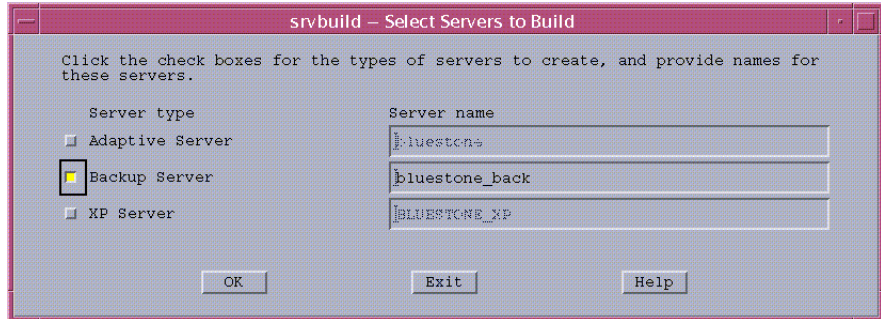 srvbuild – Select Servers to Build
Click the check boxes for the types of servers to create, and provide names for
these servers.
Server type Server name
Adaptive Server bluestone
Backup Server bluestone_back
XP Server BLUESTONE_XP
OK Exit Help